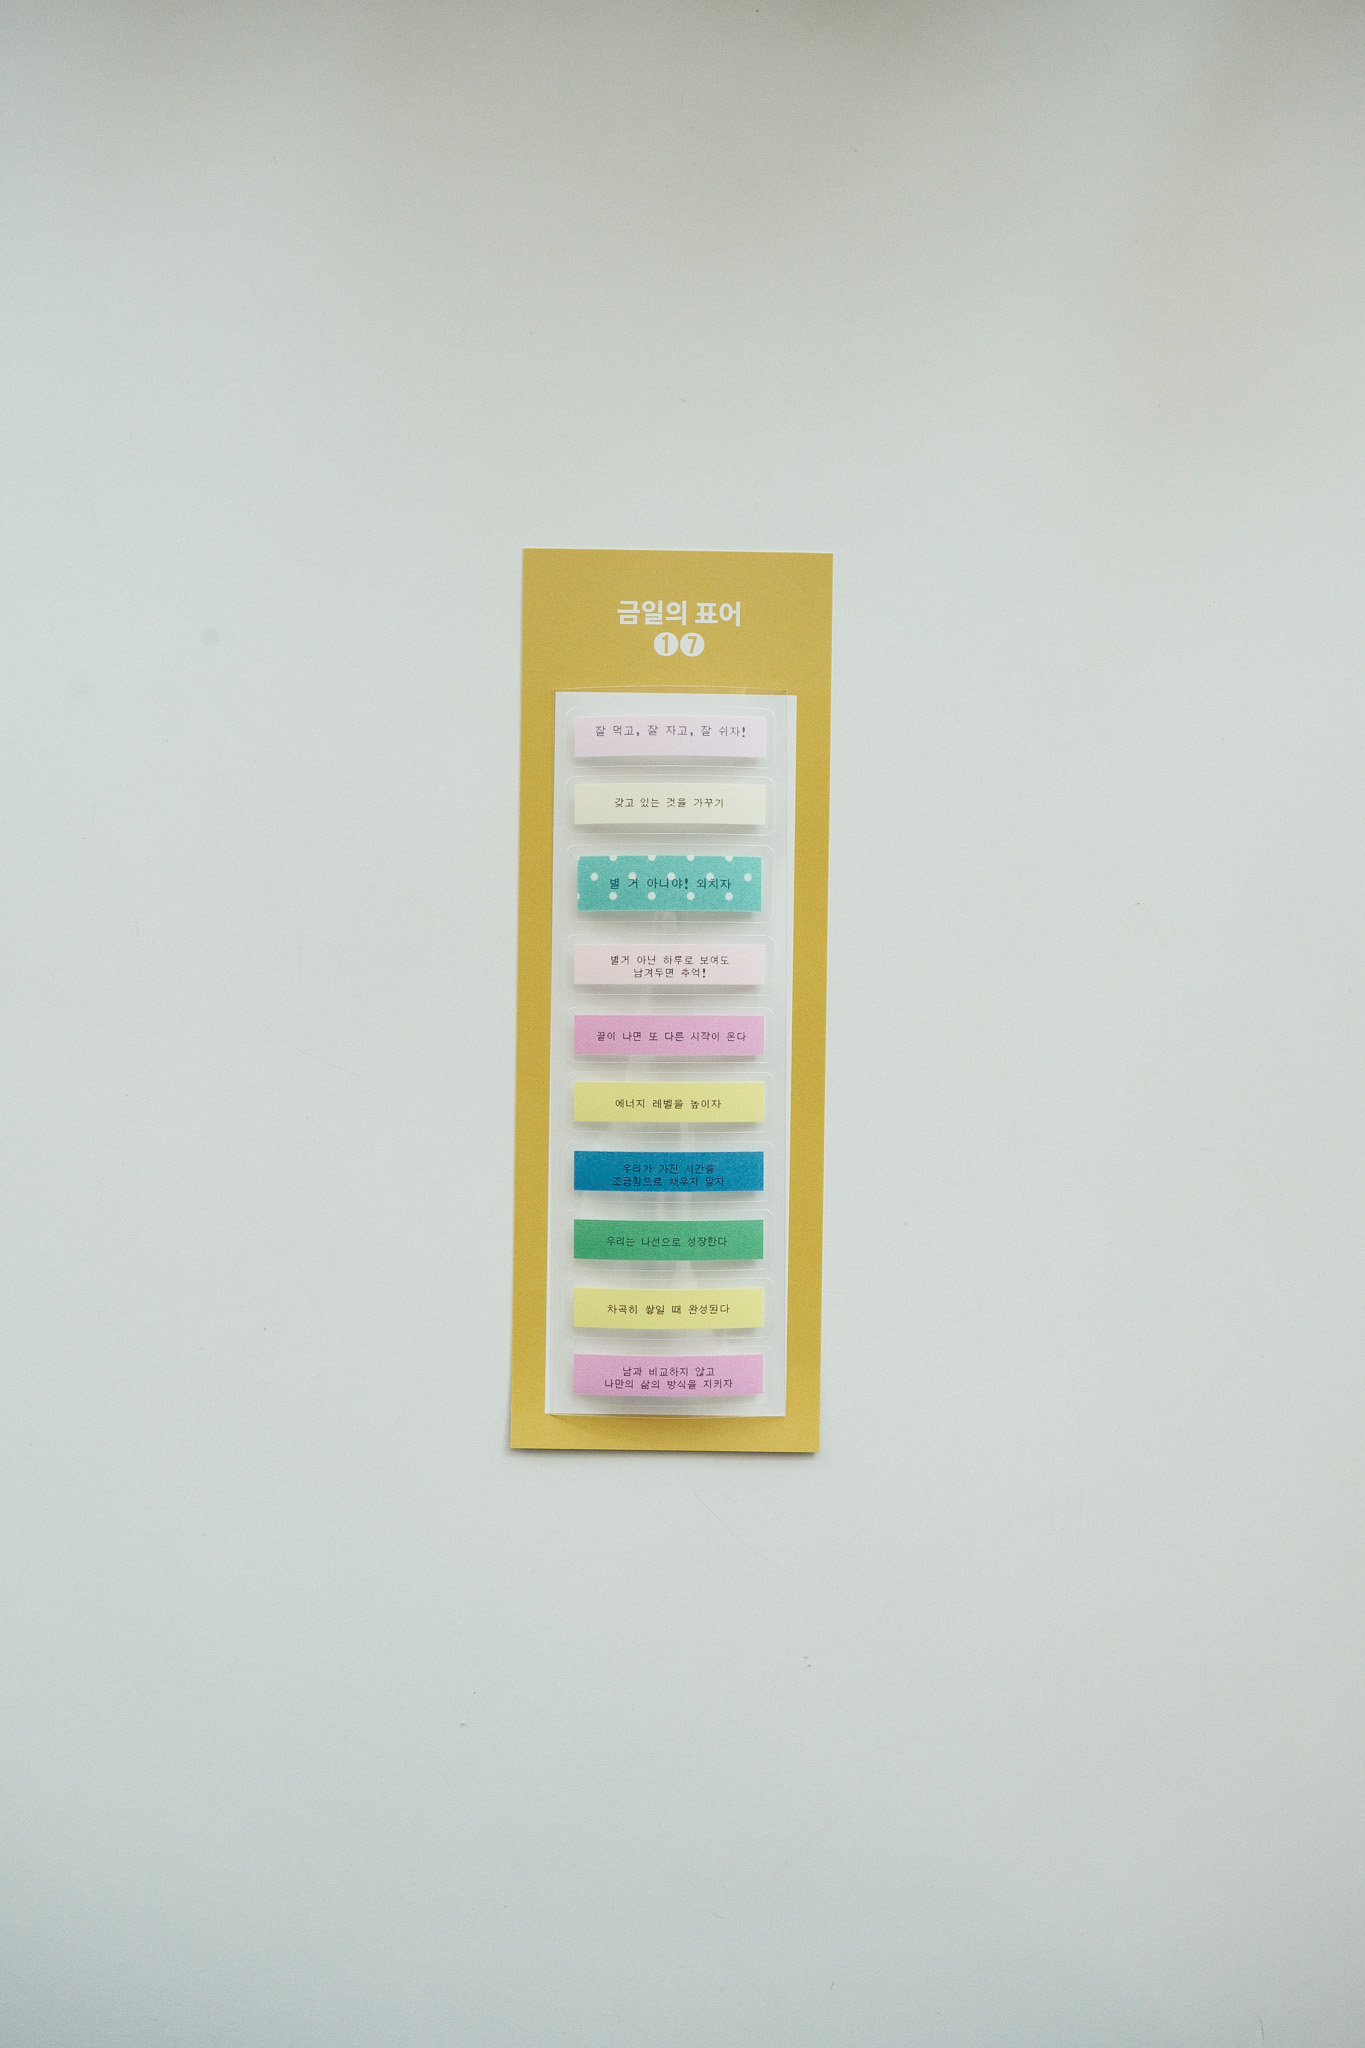 금일의 표어
17
잘 먹고, 잘 자고, 잘 쉬자!
갖고 있는 것을 가꾸기
별 거 아니야! 외치자
별거 아닌 하루로 보여도
남겨두면 추억!
끝이 나면 또 다른 시작이 온다
에너지 레벨을 높이자
우리가 가진 시간을
조급함으로 채우지 말자
우리는 나선으로 성장한다
차곡히 쌓일 때 완성된다
남과 비교하지 않고
나만의 삶의 방식을 지키자